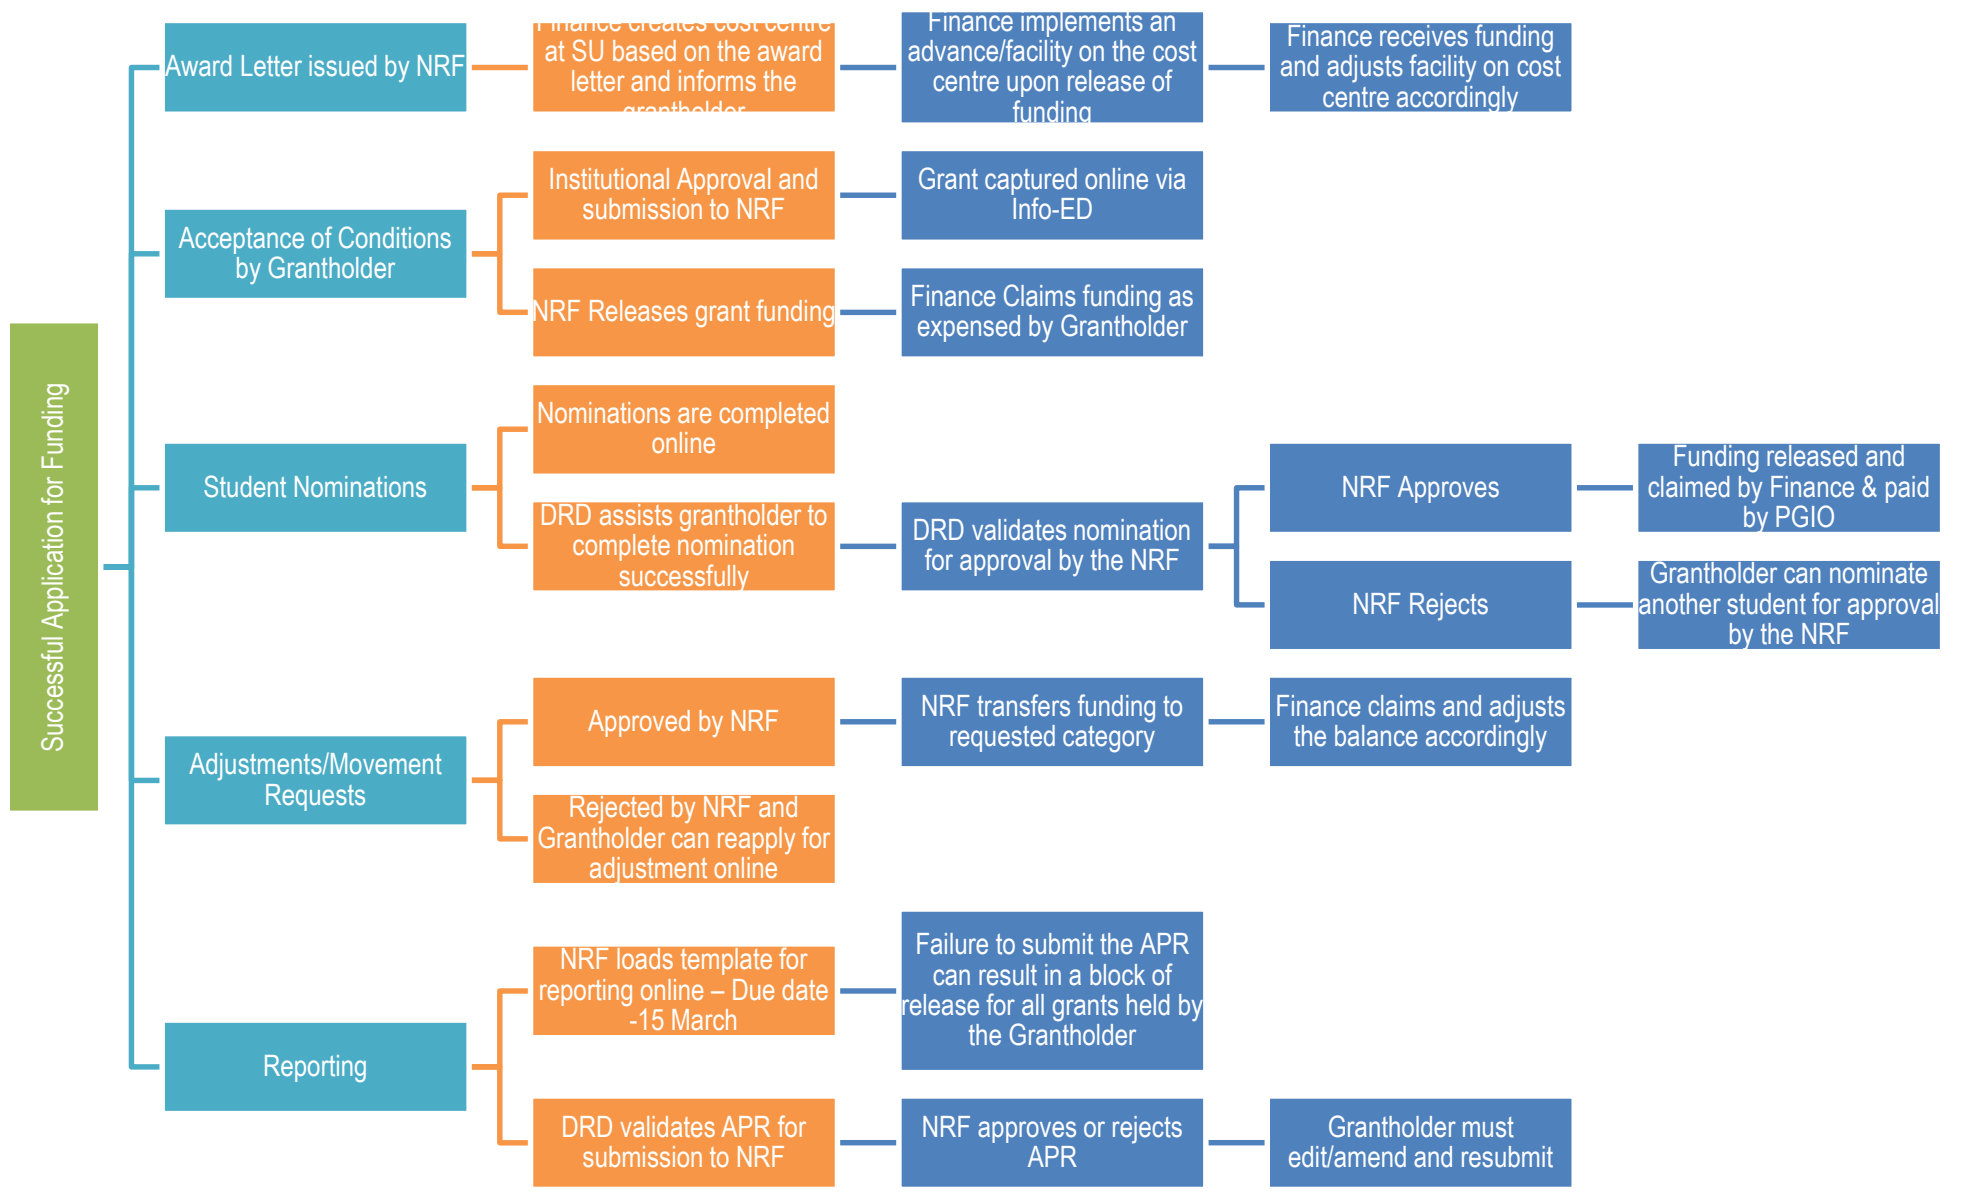 Successful Application for Funding
Award Letter issued by NRF
Finance creates cost centre
at SU based on the award
letter and informs the
grantholder
Finance implements an
advance/facility on the cost
centre upon release of
funding
Finance receives funding
and adjusts facility on cost
centre accordingly
Acceptance of Conditions
by Grantholder
Institutional Approval and
submission to NRF
Grant captured online via
Info-ED
NRF Releases grant funding
Finance Claims funding as
expensed by Grantholder
Student Nominations
Nominations are completed
online
DRD assists grantholder to
complete nomination
successfully
DRD validates nomination
for approval by the NRF
NRF Approves
Funding released and
claimed by Finance & paid
by PGIO
NRF Rejects
Grantholder can nominate
another student for approval
by the NRF
Adjustments/Movement
Requests
Approved by NRF
NRF transfers funding to
requested category
Finance claims and adjusts
the balance accordingly
Rejected by NRF and
Grantholder can reapply for
adjustment online
Reporting
NRF loads template for
reporting online – Due date
-15 March
Failure to submit the APR
can result in a block of
release for all grants held by
the Grantholder
DRD validates APR for
submission to NRF
NRF approves or rejects
APR
Grantholder must
edit/amend and resubmit